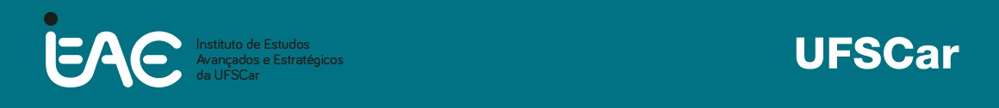 iEAE
Instituto de Estudos
Avançados e Estratégicos
da UFSCar
UFSCar